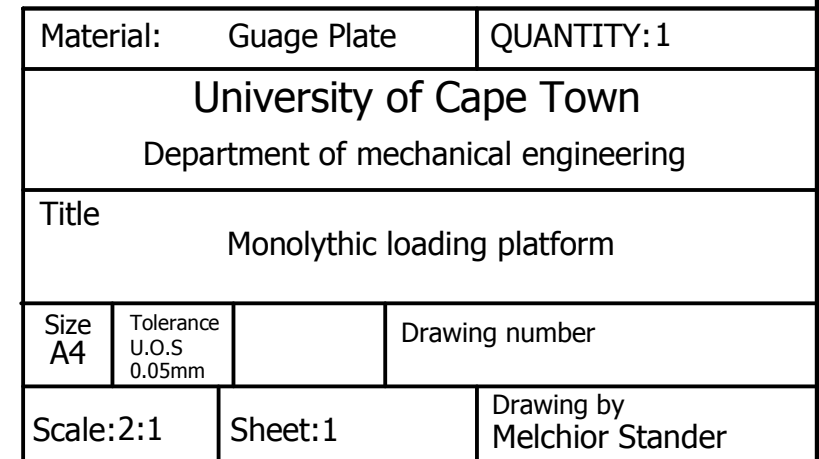 Material: Guage Plate QUANTITY:1
University of Cape Town
Department of mechanical engineering
Title
Monolythic loading platform
Size
A4
Tolerance
U.O.S
0.05mm
Drawing number
Scale:2:1
Sheet:1
Drawing by
Melchior Stander